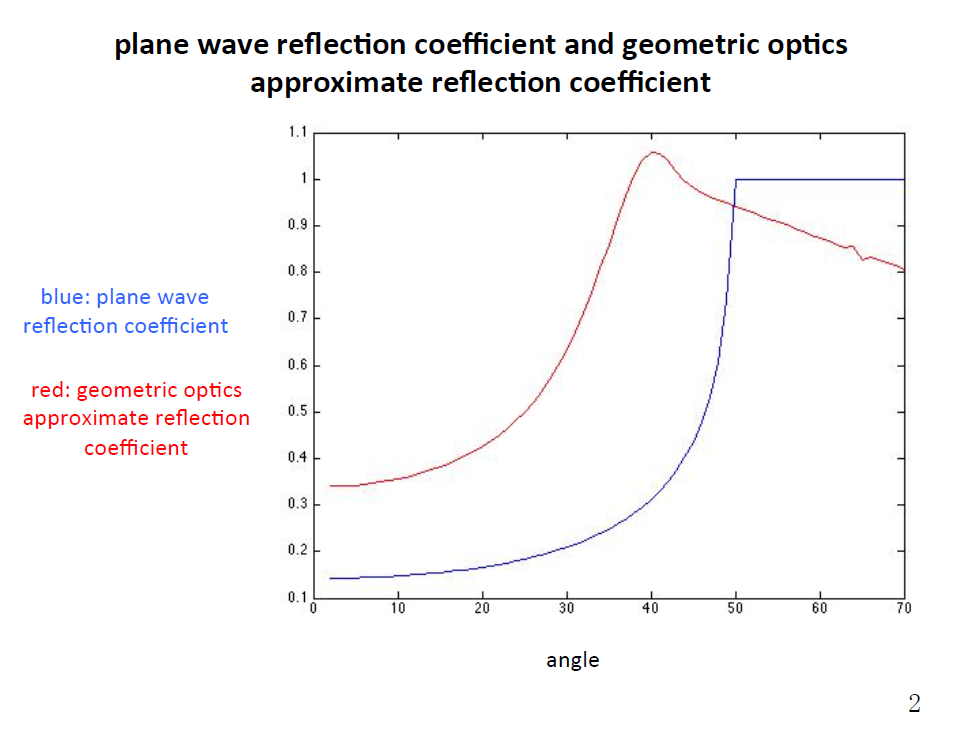 plane wave reflection coefficient and geometric optics
approximate reflection coefficient
1.1
1
0.9
0.8
0.7
0.6
0.5
0.4
0.3
0.2
0.1
0 10 20 30 40 50 60 70
blue: plane wave
reflection coefficient
red: geometric optics
approximate reflection
coefficient
angle
2